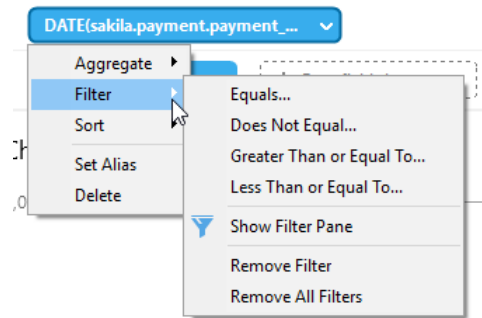 DATE(sakila.payment.payment_...
Aggregate
Filter
Sort
Set Alias
Delete
Equals...
Does Not Equal...
Greater Than or Equal To...
Less Than or Equal To...
Show Filter Pane
Remove Filter
Remove All Filters